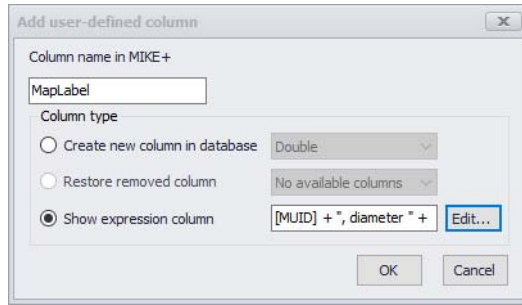 Add user-defined column
Column name in MIKE+
MapLabel
Column type
Create new column in database Double
Restore removed column No available columns
Show expression column [MUID] + ", diameter " + Edit...
OK Cancel